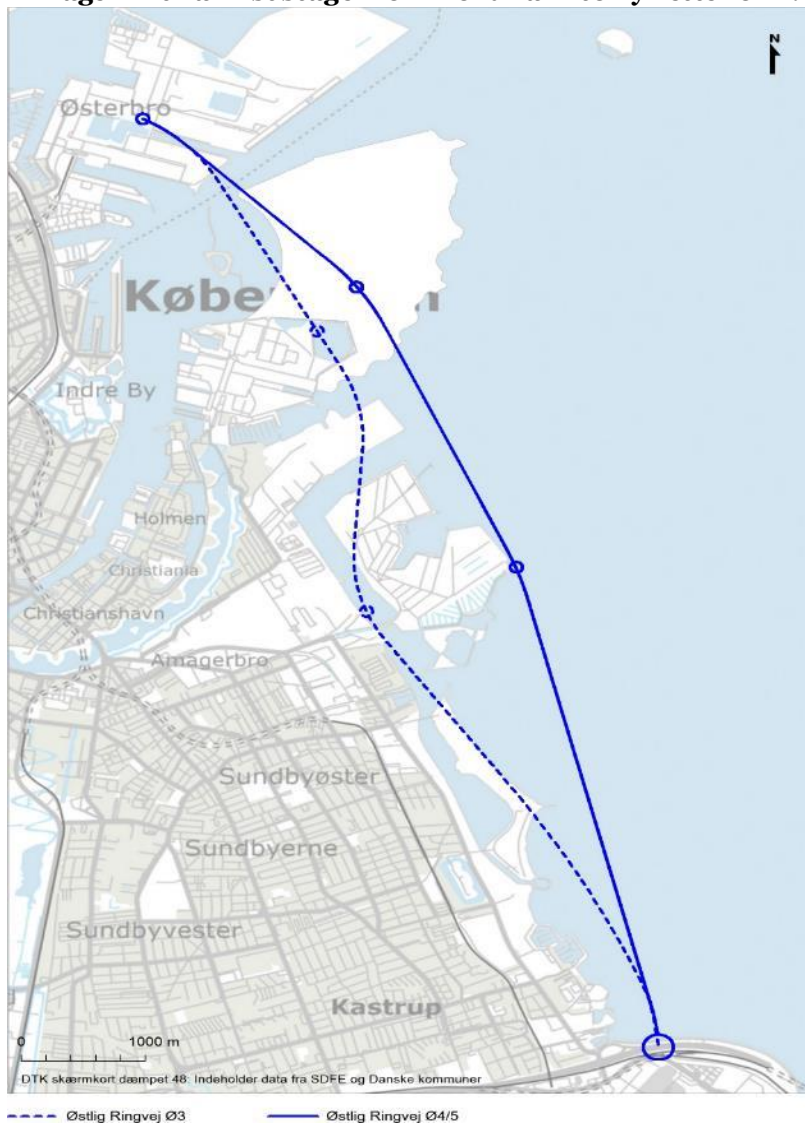 N
Østerbro
Købe n
Indre By
Holmen
Christiania
Christianshavn
Amagerbro
Sundbyøster
Sundbyerne
Sundbyvester
Kastrup
0 1000 m
DTK skærmkort dæmpet 48: Indeholder data fra SDFE og Danske kommuner
Østlig Ringvej Ø3 Østlig Ringvej Ø4/5